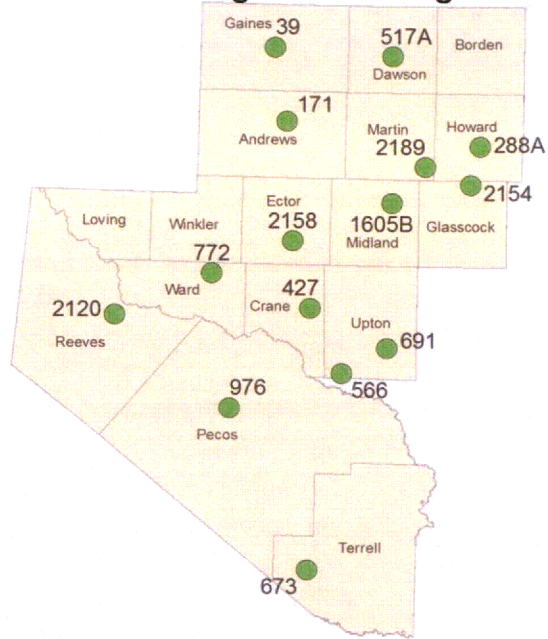 Gaines 39
517A
Dawson
Borden
171
Andrews
Martin
2189
Howard
288A
2154
Loving
Winkler
Ector
2158
1605B
Midland
Glasscock
772
Ward
427
Crane
Upton
2120
Reeves
691
566
976
Pecos
Terrell
673